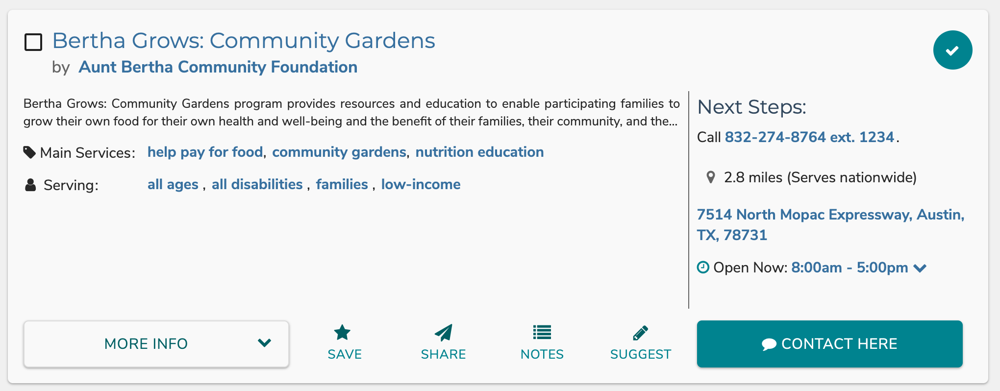 Bertha Grows: Community Gardens
by Aunt Bertha Community Foundation
Bertha Grows: Community Gardens program provides resources and education to enable participating families to
grow their own food for their own health and well-being and the benefit of their families, their community, and the...
Main Services: help pay for food, community gardens, nutrition education
Serving: all ages , all disabilities , families , low-income
Next Steps:
Call 832-274-8764 ext. 1234.
2.8 miles (Serves nationwide)
7514 North Mopac Expressway, Austin,
TX, 78731
Open Now: 8:00am - 5:00pm
MORE INFO
SAVE
SHARE
NOTES
SUGGEST
CONTACT HERE